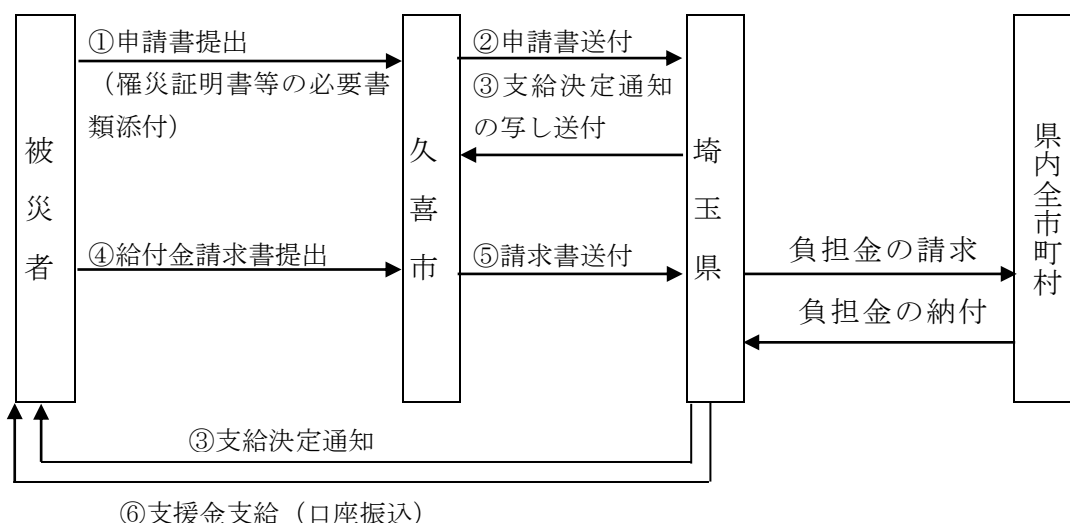 ①申請書提出
（罹災証明書等の必要書
類添付）
②申請書送付
③支給決定通知
の写し送付
被災者
久喜市
埼玉県
県内全市町村
④給付金請求書提出
⑤請求書送付
負担金の請求
負担金の納付
③支給決定通知
⑥支援金支給（口座振込）